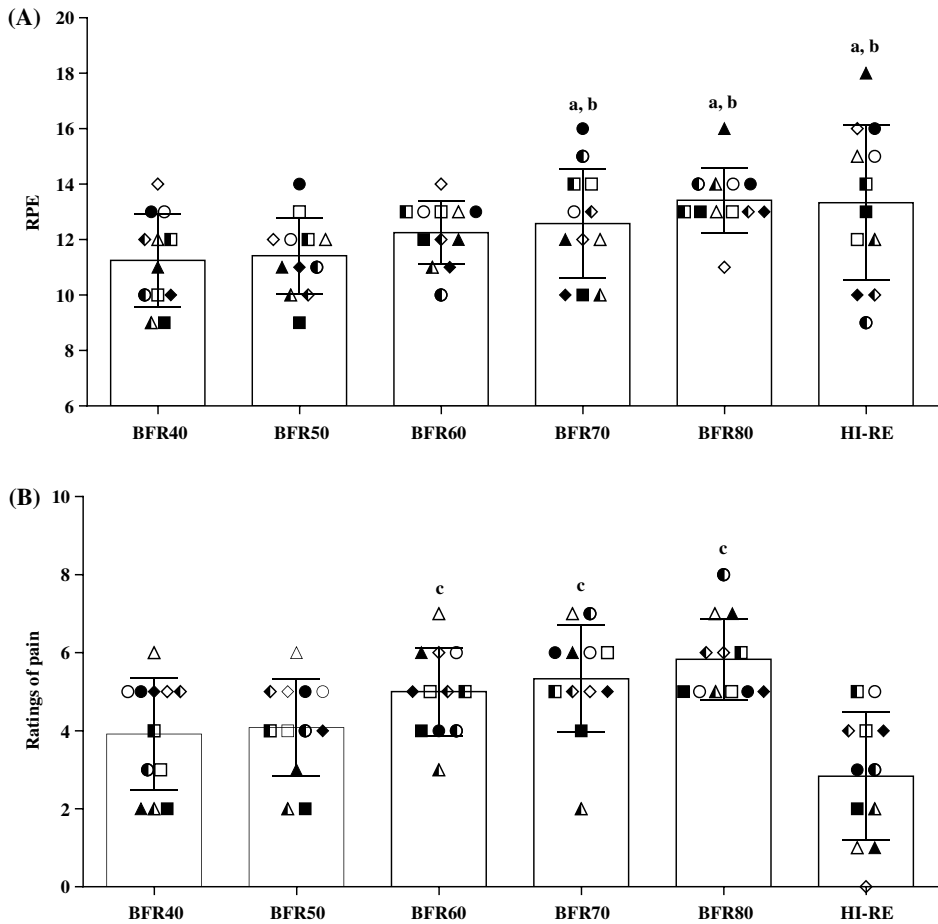 (A)
20
18
16
14
12
10
8
6
RPE
a, b
a, b
a, b
BFR40 BFR50 BFR60 BFR70 BFR80 HI-RE
(B)
10
8
6
4
2
0
Ratings of pain
c
c
c
BFR40 BFR50 BFR60 BFR70 BFR80 HI-RE